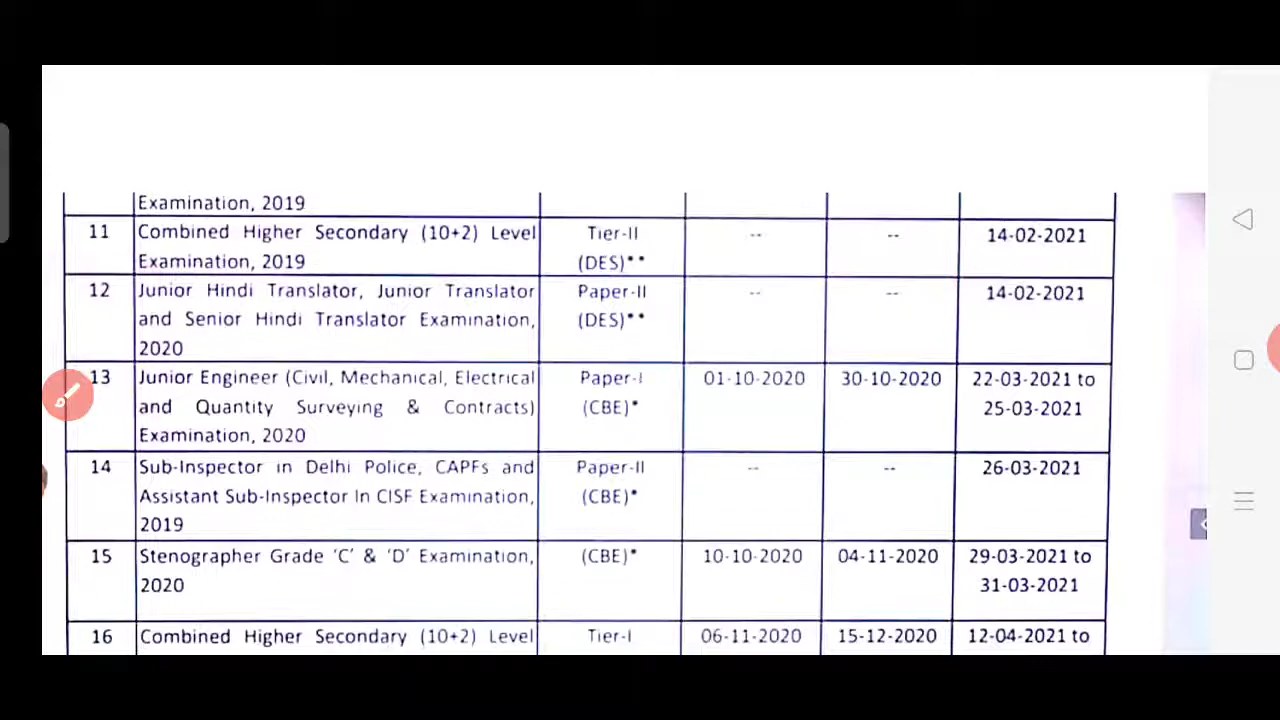 Examination, 2019
11 Combined Higher Secondary (10+2) Level Tier-II -- -- 14-02-2021
Examination, 2019 (DES)**
12 Junior Hindi Translator, Junior Translator Paper-II -- -- 14-02-2021
and Senior Hindi Translator Examination, (DES)**
2020
13 Junior Engineer (Civil, Mechanical, Electrical Paper-I 01-10-2020 30-10-2020 22-03-2021 to
and Quantity Surveying & Contracts) (CBE)* 25-03-2021
Examination, 2020
14 Sub-Inspector in Delhi Police, CAPFs and Paper-II -- -- 26-03-2021
Assistant Sub-Inspector In CISF Examination, (CBE)*
2019
15 Stenographer Grade ‘C’ & ‘D’ Examination, (CBE)* 10-10-2020 04-11-2020 29-03-2021 to
2020 31-03-2021
16 Combined Higher Secondary (10+2) Level Tier-I 06-11-2020 15-12-2020 12-04-2021 to